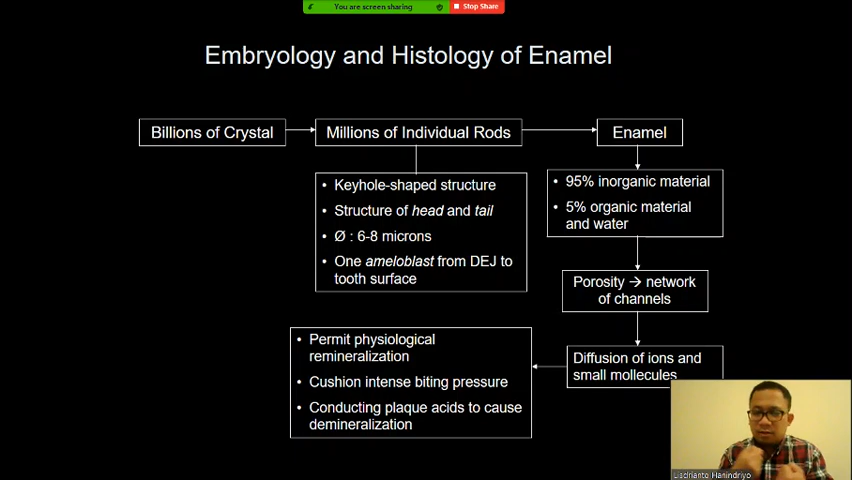 You are screen sharing
Stop Share
Embryology and Histology of Enamel
Billions of Crystal
Millions of Individual Rods
Enamel
• Keyhole-shaped structure
• Structure of head and tail
• Ø : 6-8 microns
• One ameloblast from DEJ to
tooth surface
• 95% inorganic material
• 5% organic material
and water
Porosity → network
of channels
Diffusion of ions and
small molecules
• Permit physiological
remineralization
• Cushion intense biting pressure
• Conducting plaque acids to cause
demineralization
Lisdrianto Hanindriyo